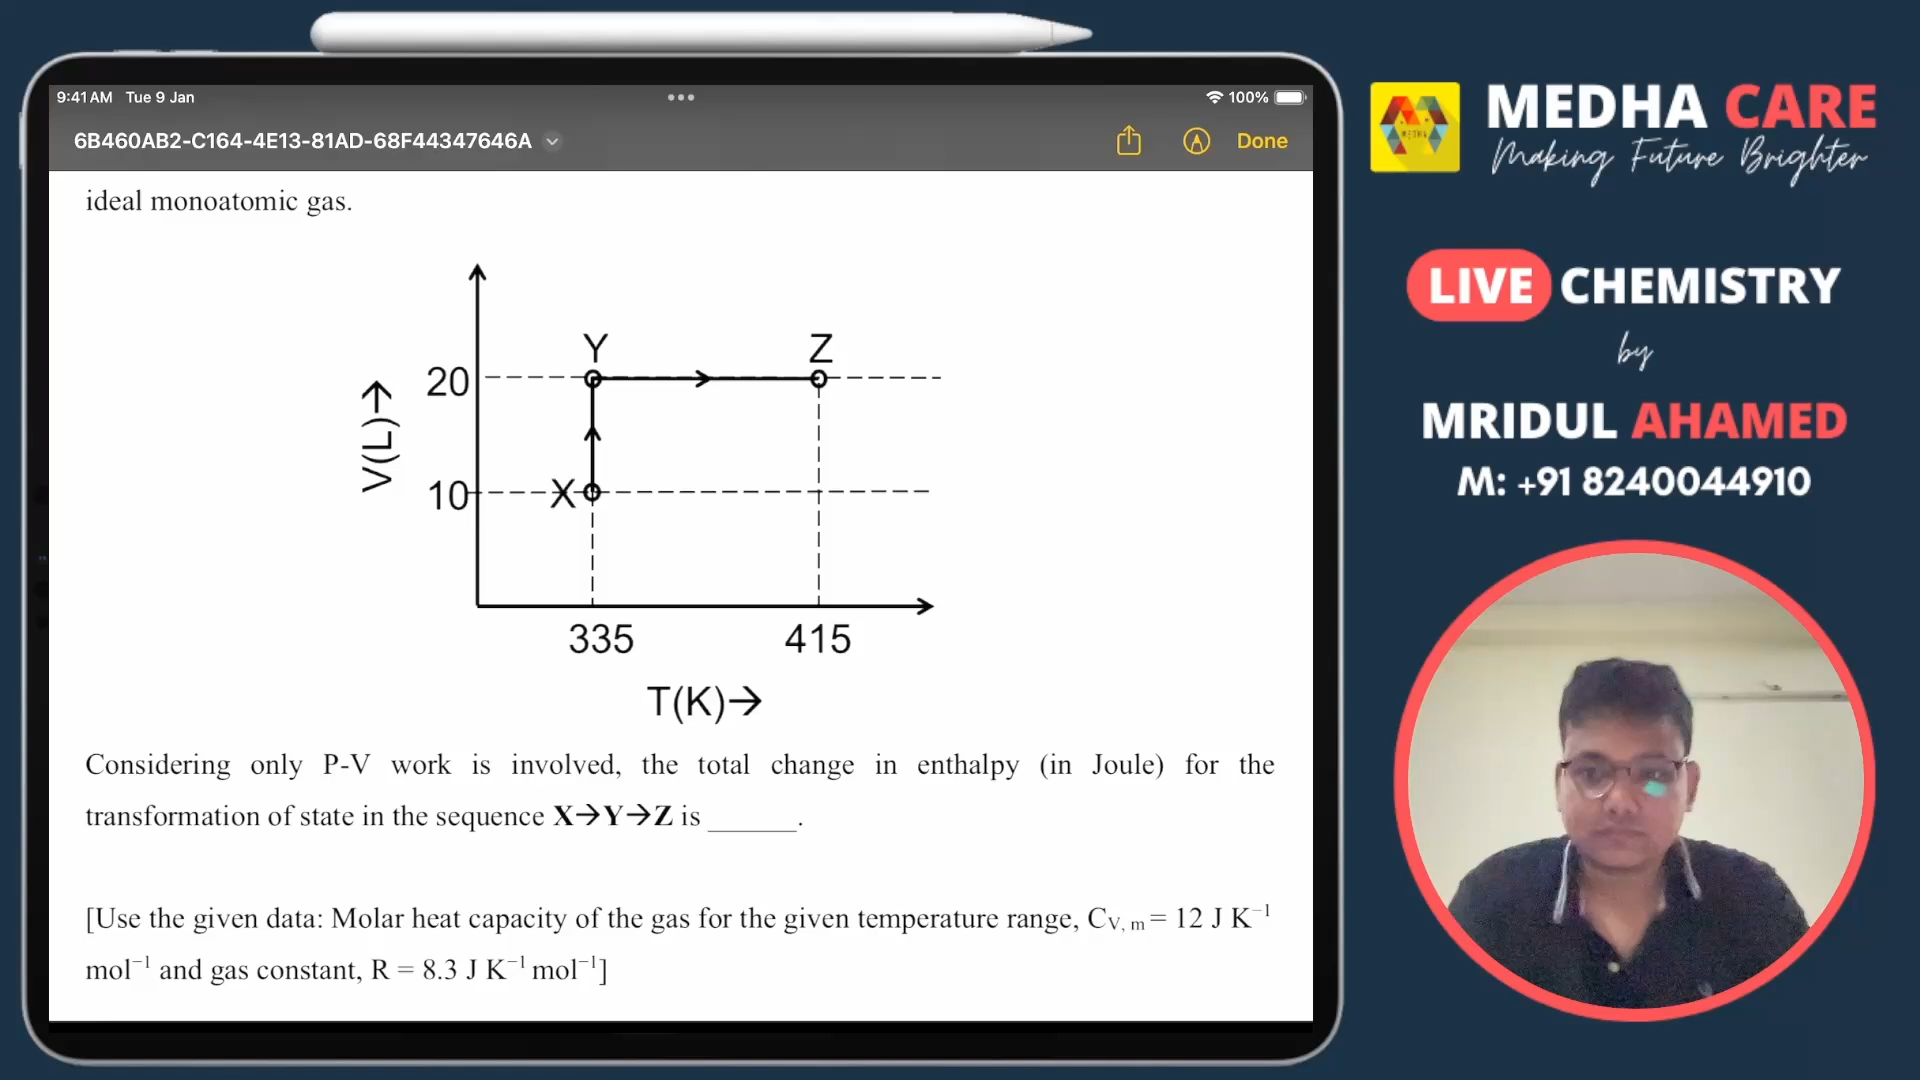 9:41 AM Tue 9 Jan
100%
6B460AB2-C164-4E13-81AD-68F44347646A
Done
ideal monoatomic gas.
Y
Z
20
V(L)→
10
X
335
415
T(K)→
Considering only P-V work is involved, the total change in enthalpy (in Joule) for the
transformation of state in the sequence X→Y→Z is ______.
[Use the given data: Molar heat capacity of the gas for the given temperature range, C_V, m = 12 J K⁻¹
mol⁻¹ and gas constant, R = 8.3 J K⁻¹ mol⁻¹]
MEDHA
MEDHA CARE
Making Future Brighter
LIVE CHEMISTRY
by
MRIDUL AHAMED
M: +91 8240044910